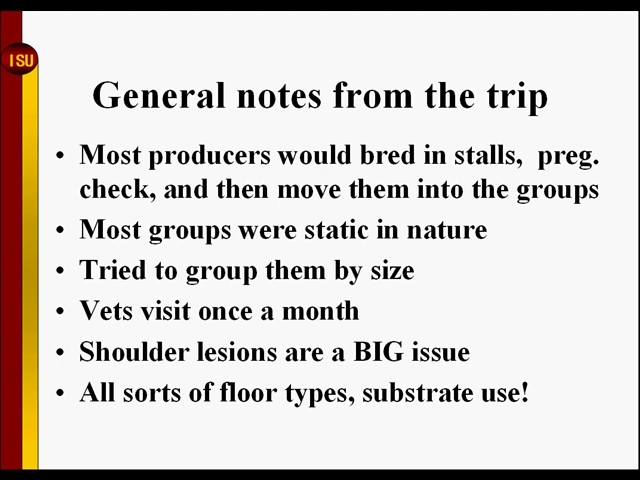 ISU
General notes from the trip
• Most producers would bred in stalls,  preg.
check, and then move them into the groups
• Most groups were static in nature
• Tried to group them by size
• Vets visit once a month
• Shoulder lesions are a BIG issue
• All sorts of floor types, substrate use!